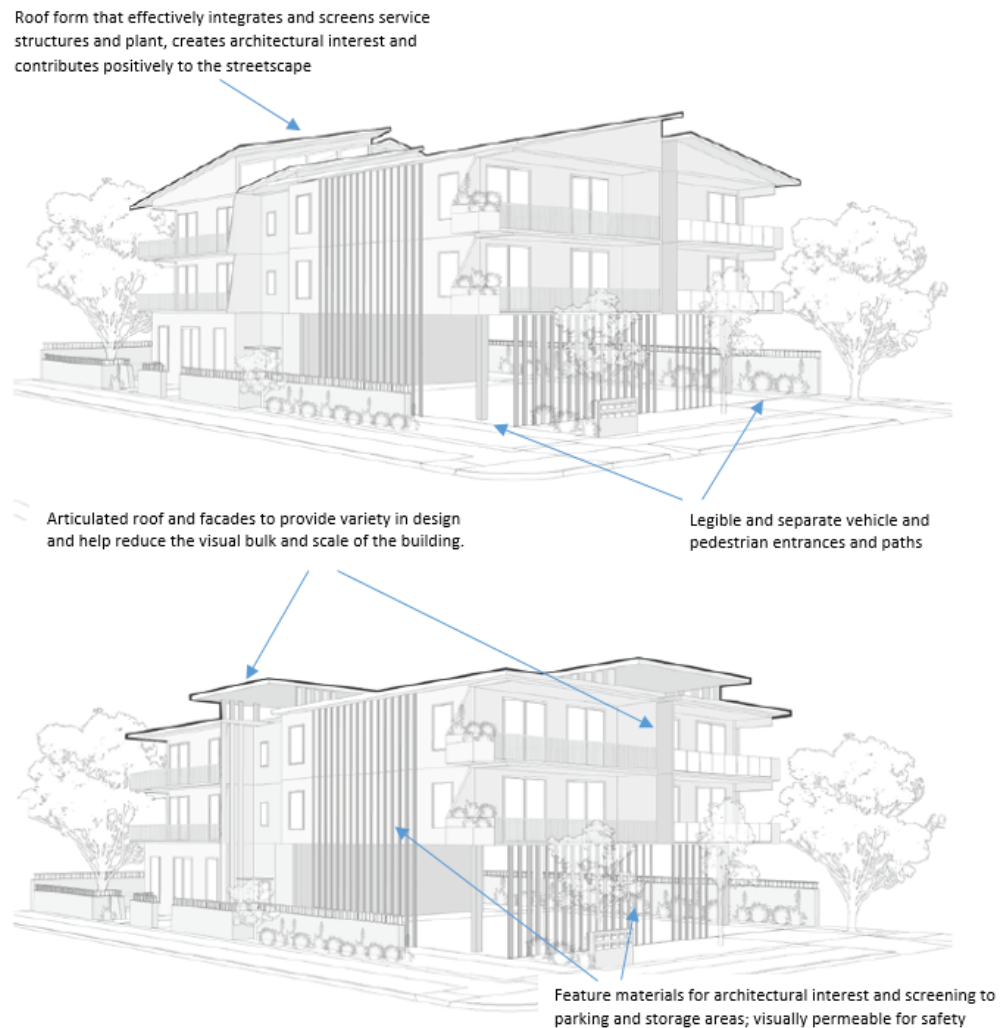 Roof form that effectively integrates and screens service
structures and plant, creates architectural interest and
contributes positively to the streetscape
Articulated roof and facades to provide variety in design
and help reduce the visual bulk and scale of the building.
Legible and separate vehicle and
pedestrian entrances and paths
Feature materials for architectural interest and screening to
parking and storage areas; visually permeable for safety